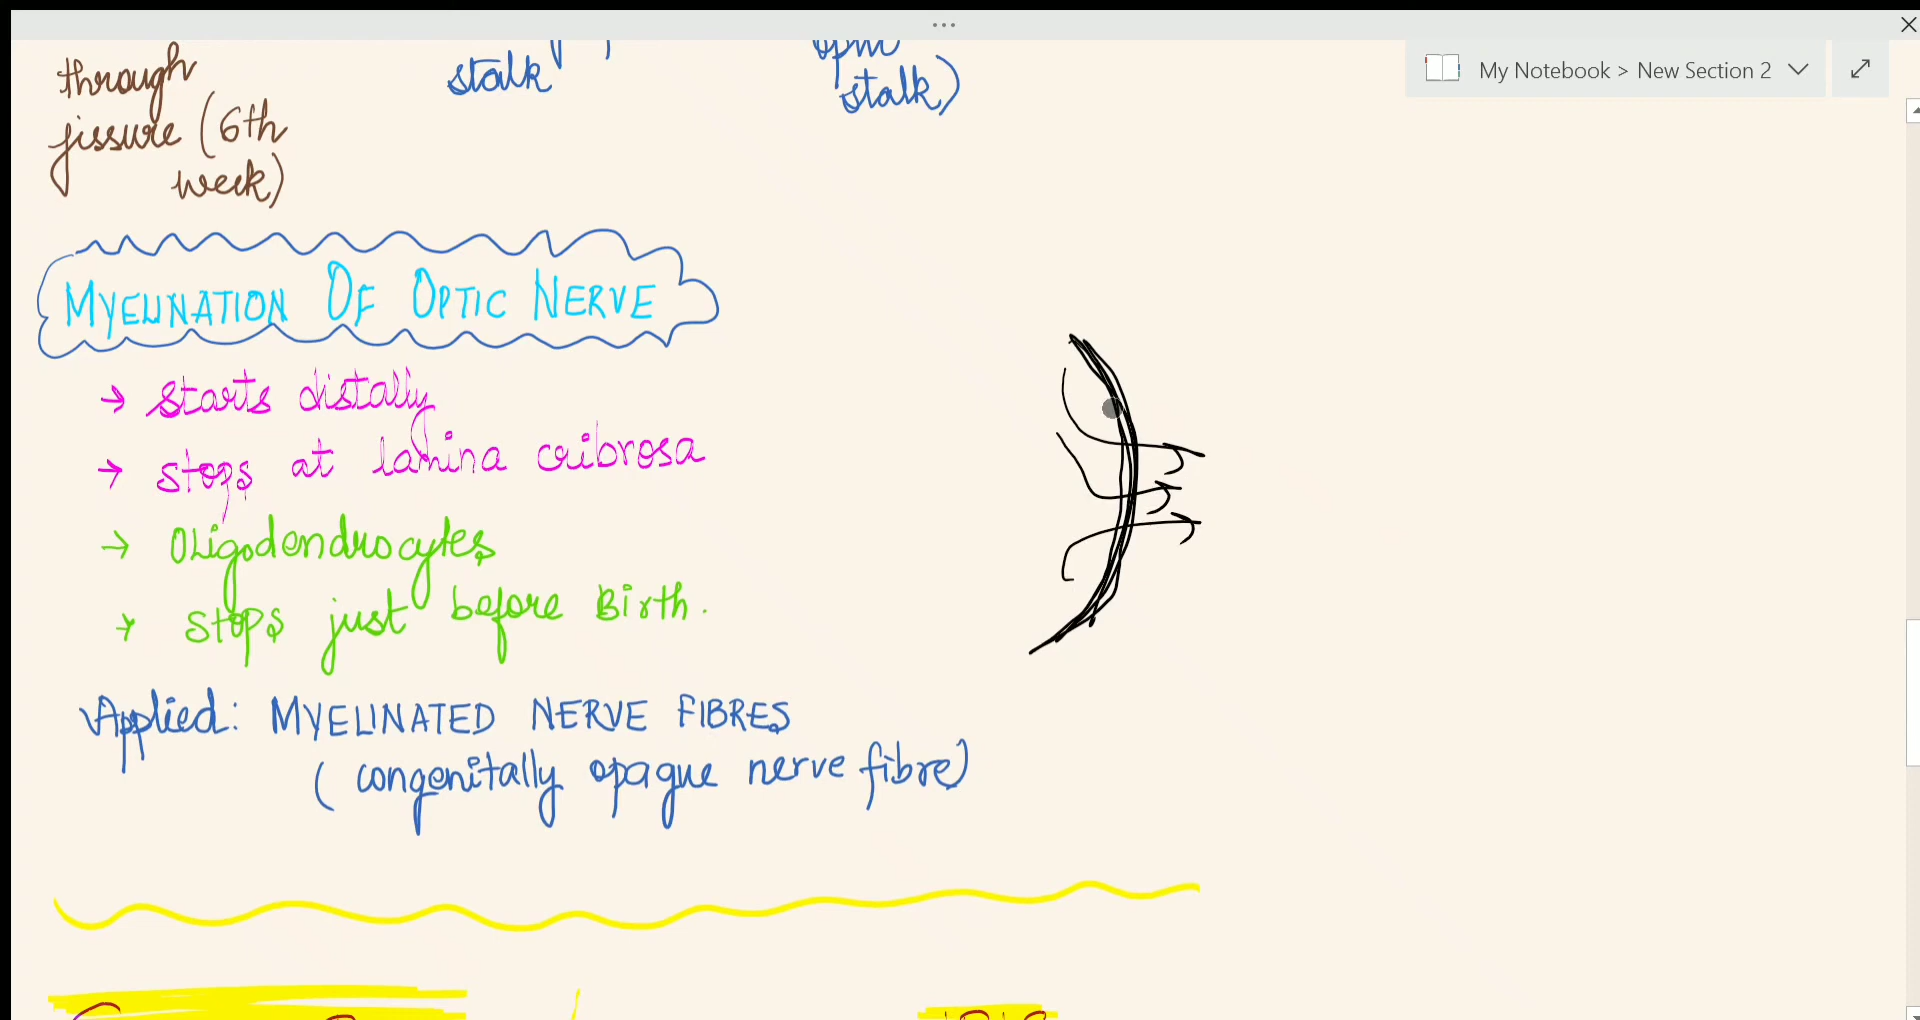 ...
My Notebook > New Section 2
through
fissure (6th
week)
stalk
stalk)
MYELINATION OF OPTIC NERVE
→ starts distally
→ stops at lamina cribrosa
→ Oligodendrocytes
→ stops just before Birth.
Applied: MYELINATED NERVE FIBRES
(congenitally opaque nerve fibre)